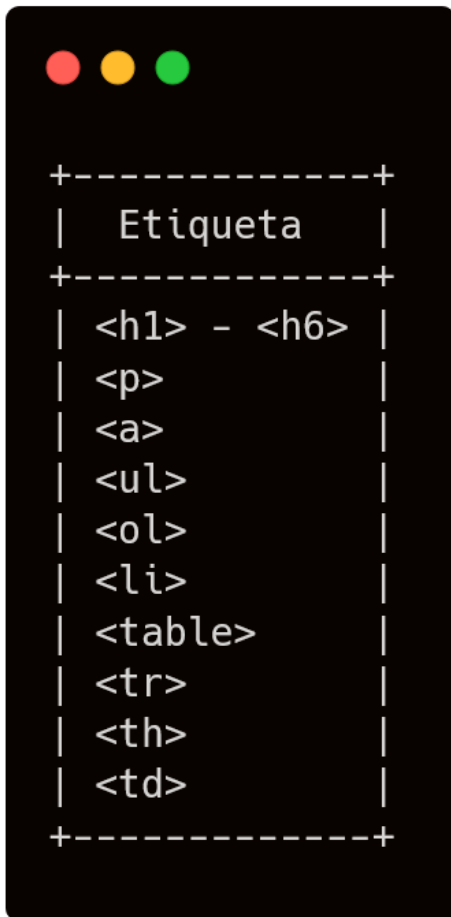 +--------------+
|  Etiqueta   |
+--------------+
| <h1> - <h6> |
| <p>         |
| <a>         |
| <ul>        |
| <ol>        |
| <li>        |
| <table>     |
| <tr>        |
| <th>        |
| <td>        |
+--------------+